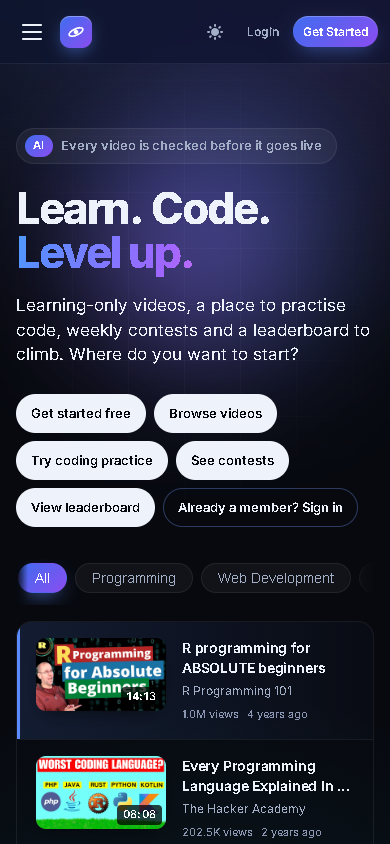 Login
Get Started
AI Every video is checked before it goes live
Learn. Code.
Level up.
Learning-only videos, a place to practise
code, weekly contests and a leaderboard to
climb. Where do you want to start?
Get started free
Browse videos
Try coding practice
See contests
View leaderboard
Already a member? Sign in
All
Programming
Web Development
R
R Programming
for Absolute
Beginners
14:13
R programming for
ABSOLUTE beginners
R Programming 101
1.0M views 4 years ago
WORST CODING LANGUAGE?
PHP JAVA RUST PYTHON KOTLIN
php
08:08
Every Programming
Language Explained In ...
The Hacker Academy
202.5K views 2 years ago